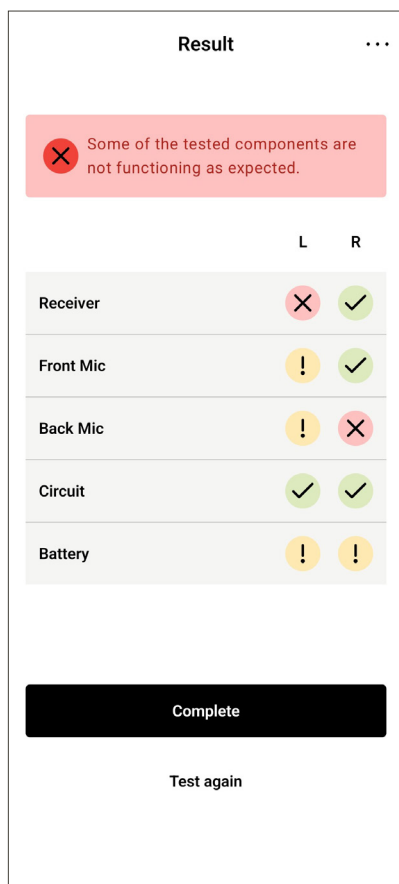 Result
Some of the tested components are
not functioning as expected.
L R
Receiver
Front Mic
Back Mic
Circuit
Battery
Complete
Test again